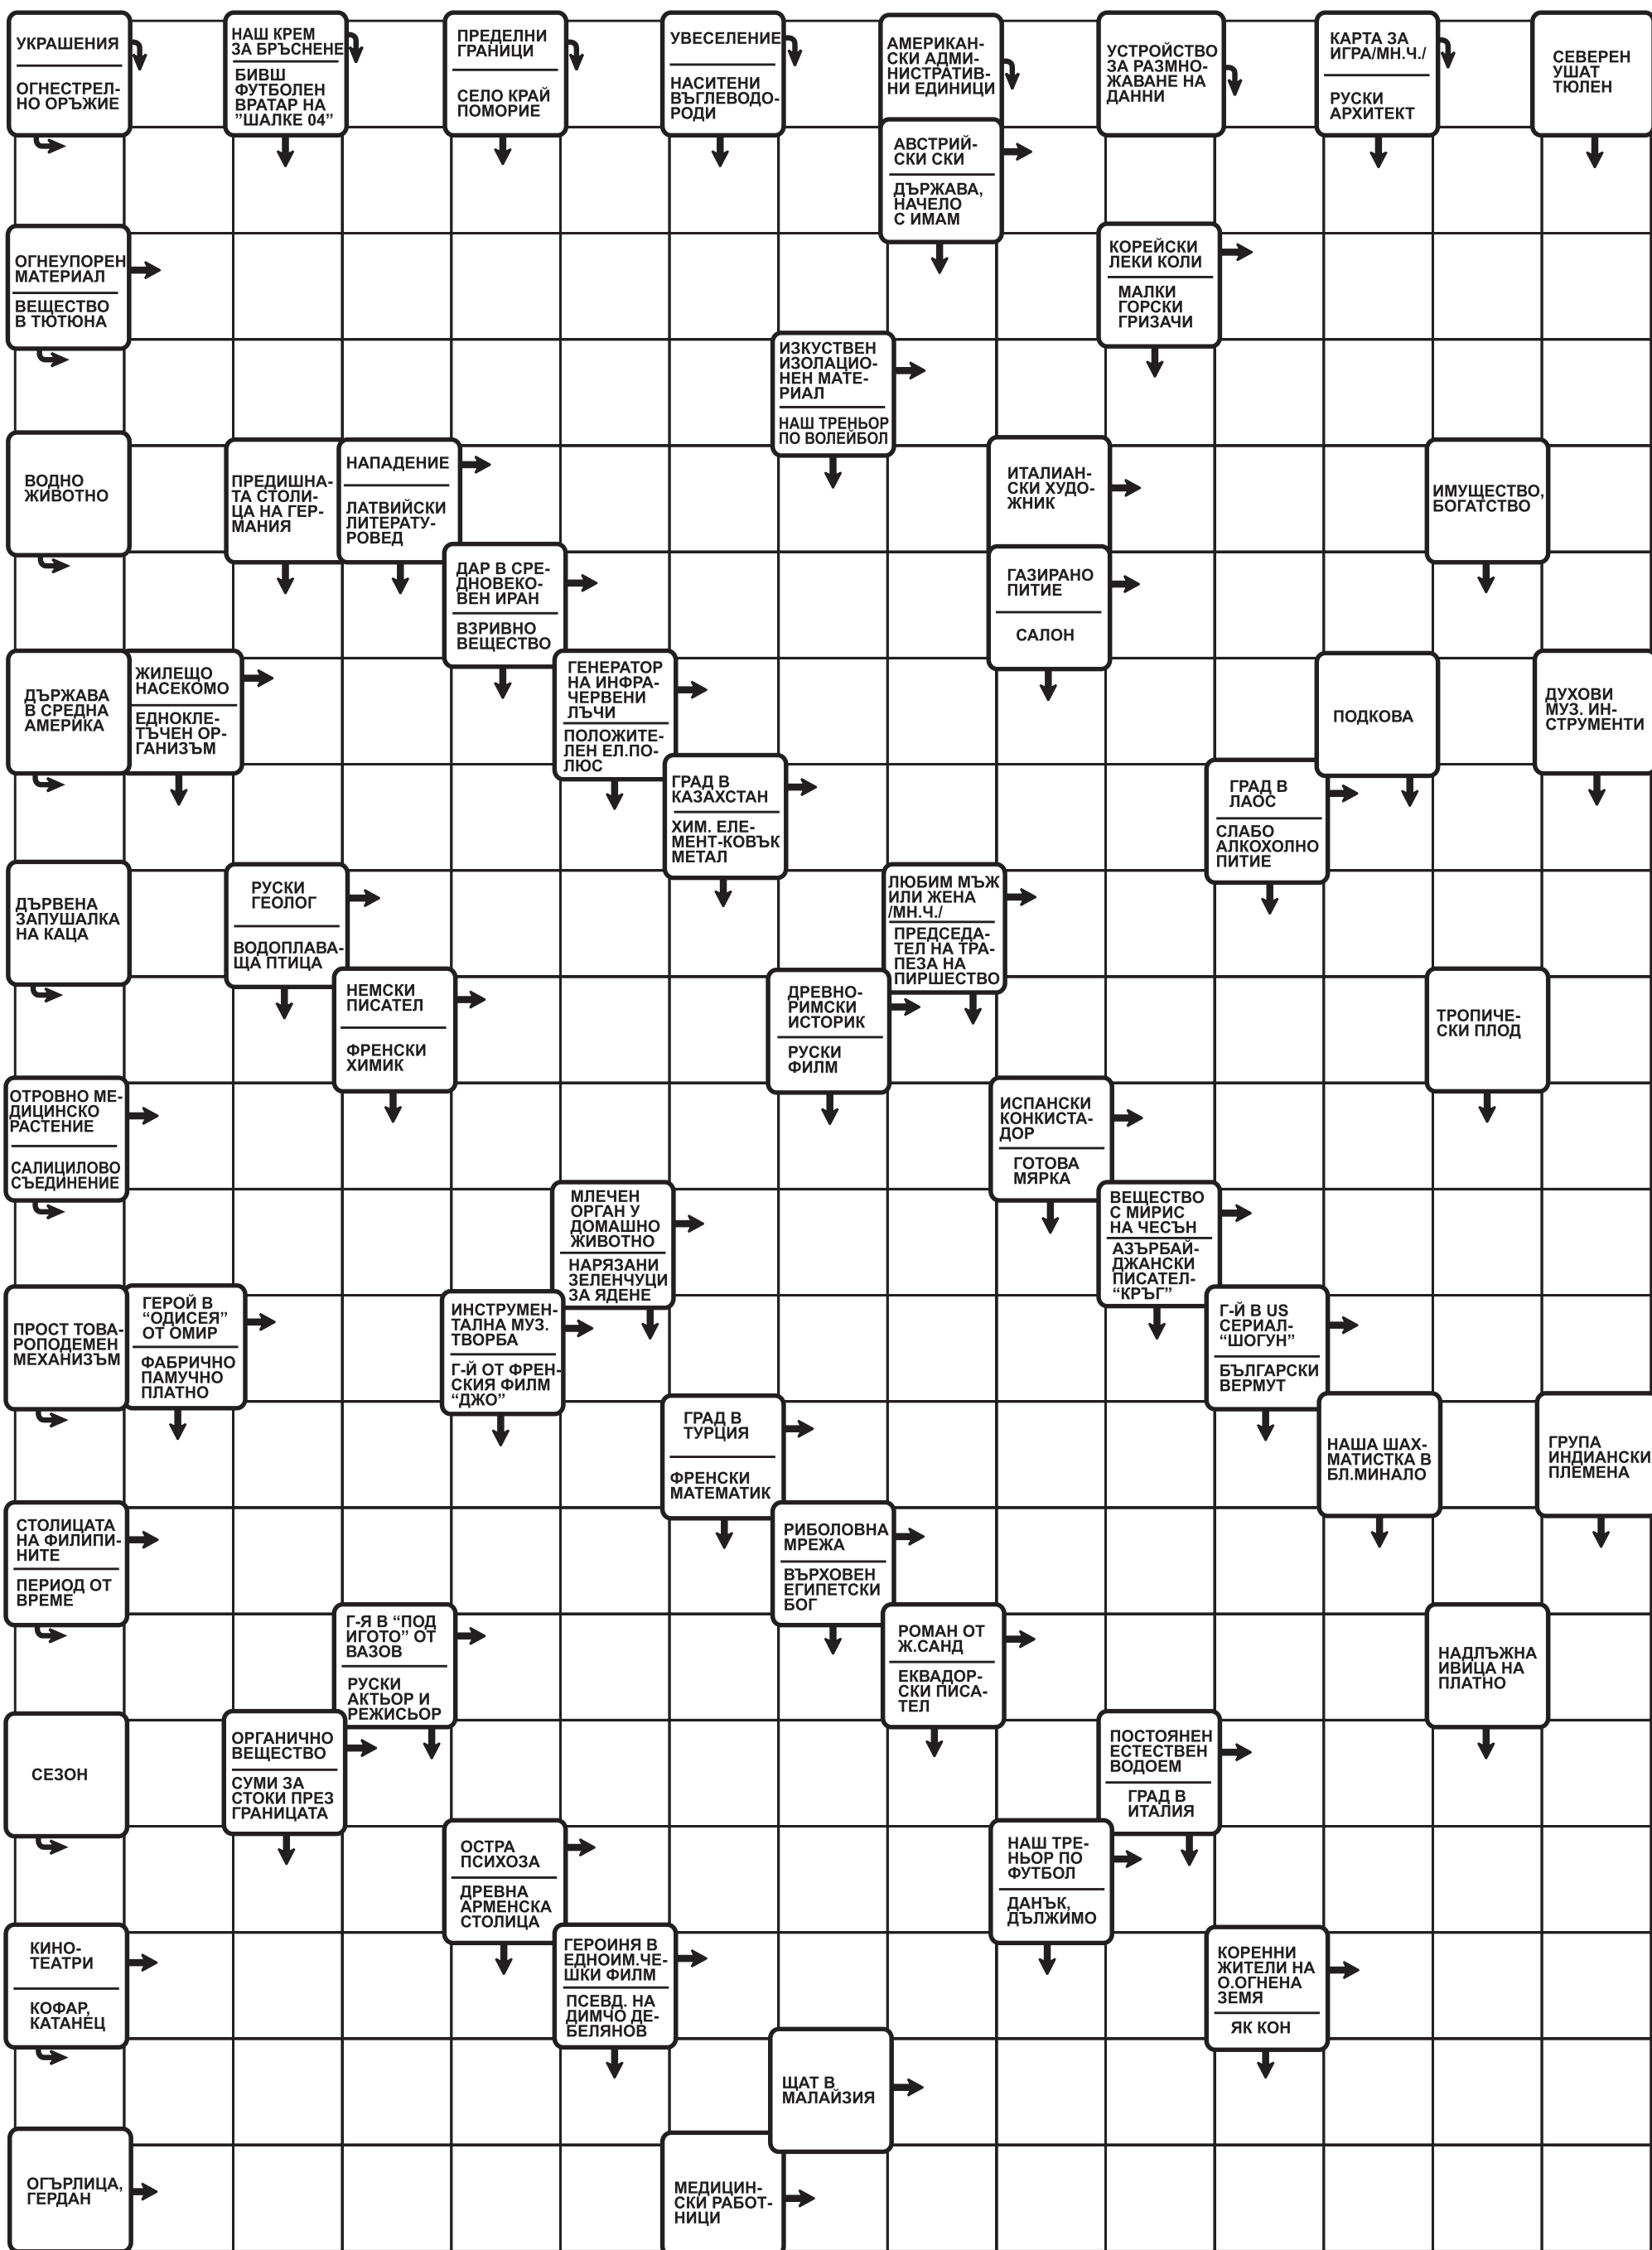 УКРАШЕНИЯ
ОГНЕСТРЕЛ-
НО ОРЪЖИЕ
НАШ КРЕМ
ЗА БРЪСНЕНЕ
БИВШ
ФУТБОЛЕН
ВРАТАР НА
"ШАЛКЕ 04"
ПРЕДЕЛНИ
ГРАНИЦИ
СЕЛО КРАЙ
ПОМОРИЕ
УВЕСЕЛЕНИЕ
НАСИТЕНИ
ВЪГЛЕВОДО-
РОДИ
АМЕРИКАН-
СКИ АДМИ-
НИСТРАТИВ-
НИ ЕДИНИЦИ
УСТРОЙСТВО
ЗА РАЗМНО-
ЖАВАНЕ НА
ДАННИ
КАРТА ЗА
ИГРА/МН.Ч./
РУСКИ
АРХИТЕКТ
СЕВЕРЕН
УШАТ
ТЮЛЕН
АВСТРИЙ-
СКИ СКИ
ДЪРЖАВА,
НАЧЕЛО
С ИМАМ
ОГНЕУПОРЕН
МАТЕРИАЛ
ВЕЩЕСТВО
В ТЮТЮНА
КОРЕЙСКИ
ЛЕКИ КОЛИ
МАЛКИ
ГОРСКИ
ГРИЗАЧИ
ИЗКУСТВЕН
ИЗОЛАЦИО-
НЕН МАТЕ-
РИАЛ
НАШ ТРЕНЬОР
ПО ВОЛЕЙБОЛ
ВОДНО
ЖИВОТНО
ПРЕДИШНА-
ТА СТОЛИ-
ЦА НА ГЕР-
МАНИЯ
НАПАДЕНИЕ
ЛАТВИЙСКИ
ЛИТЕРАТУ-
РОВЕД
ИТАЛИАН-
СКИ ХУДО-
ЖНИК
ИМУЩЕСТВО,
БОГАТСТВО
ДАР В СРЕ-
ДНОВЕКО-
ВЕН ИРАН
ВЗРИВНО
ВЕЩЕСТВО
ГАЗИРАНО
ПИТИЕ
САЛОН
ДЪРЖАВА
В СРЕДНА
АМЕРИКА
ЖИЛЕЩО
НАСЕКОМО
ЕДНОКЛЕ-
ТЪЧЕН ОР-
ГАНИЗЪМ
ГЕНЕРАТОР
НА ИНФРА-
ЧЕРВЕНИ
ЛЪЧИ
ПОЛОЖИТЕ-
ЛЕН ЕЛ.ПО-
ЛЮС
ПОДКОВА
ДУХОВИ
МУЗ. ИН-
СТРУМЕНТИ
ГРАД В
КАЗАХСТАН
ХИМ. ЕЛЕ-
МЕНТ-КОВЪК
МЕТАЛ
ГРАД В
ЛАОС
СЛАБО
АЛКОХОЛНО
ПИТИЕ
ДЪРВЕНА
ЗАПУШАЛКА
НА КАЦА
РУСКИ
ГЕОЛОГ
ВОДОПЛАВА-
ЩА ПТИЦА
ЛЮБИМ МЪЖ
ИЛИ ЖЕНА
/МН.Ч./
ПРЕДСЕДА-
ТЕЛ НА ТРА-
ПЕЗА НА
ПИРШЕСТВО
НЕМСКИ
ПИСАТЕЛ
ФРЕНСКИ
ХИМИК
ДРЕВНО-
РИМСКИ
ИСТОРИК
РУСКИ
ФИЛМ
ТРОПИЧЕ-
СКИ ПЛОД
ОТРОВНО МЕ-
ДИЦИНСКО
РАСТЕНИЕ
САЛИЦИЛОВО
СЪЕДИНЕНИЕ
ИСПАНСКИ
КОНКИСТА-
ДОР
ГОТОВА
МЯРКА
МЛЕЧЕН
ОРГАН У
ДОМАШНО
ЖИВОТНО
НАРЯЗАНИ
ЗЕЛЕНЧУЦИ
ЗА ЯДЕНЕ
ВЕЩЕСТВО
С МИРИС
НА ЧЕСЪН
АЗЪРБАЙ-
ДЖАНСКИ
ПИСАТЕЛ-
“КРЪГ”
ПРОСТ ТОВА-
РОПОДЕМЕН
МЕХАНИЗЪМ
ГЕРОЙ В
“ОДИСЕЯ”
ОТ ОМИР
ФАБРИЧНО
ПАМУЧНО
ПЛАТНО
ИНСТРУМЕН-
ТАЛНА МУЗ.
ТВОРБА
Г-Й ОТ ФРЕН-
СКИЯ ФИЛМ
“ДЖО”
Г-Й В US
СЕРИАЛ-
“ШОГУН”
БЪЛГАРСКИ
ВЕРМУТ
ГРАД В
ТУРЦИЯ
ФРЕНСКИ
МАТЕМАТИК
НАША ШАХ-
МАТИСТКА В
БЛ.МИНАЛО
ГРУПА
ИНДИАНСКИ
ПЛЕМЕНА
СТОЛИЦАТА
НА ФИЛИПИ-
НИТЕ
ПЕРИОД ОТ
ВРЕМЕ
РИБОЛОВНА
МРЕЖА
ВЪРХОВЕН
ЕГИПЕТСКИ
БОГ
Г-Я В “ПОД
ИГОТО” ОТ
ВАЗОВ
РУСКИ
АКТЬОР И
РЕЖИСЬОР
РОМАН ОТ
Ж.САНД
ЕКВАДОР-
СКИ ПИСА-
ТЕЛ
НАДЛЪЖНА
ИВИЦА НА
ПЛАТНО
СЕЗОН
ОРГАНИЧНО
ВЕЩЕСТВО
СУМИ ЗА
СТОКИ ПРЕЗ
ГРАНИЦАТА
ПОСТОЯНЕН
ЕСТЕСТВЕН
ВОДОЕМ
ГРАД В
ИТАЛИЯ
ОСТРА
ПСИХОЗА
ДРЕВНА
АРМЕНСКА
СТОЛИЦА
НАШ ТРЕ-
НЬОР ПО
ФУТБОЛ
ДАНЪК,
ДЪЛЖИМО
КИНО-
ТЕАТРИ
КОФАР,
КАТАНЕЦ
ГЕРОИНЯ В
ЕДНОИМ.ЧЕ-
ШКИ ФИЛМ
ПСЕВД. НА
ДИМЧО ДЕ-
БЕЛЯНОВ
КОРЕННИ
ЖИТЕЛИ НА
О.ОГНЕНА
ЗЕМЯ
ЯК КОН
ЩАТ В
МАЛАЙЗИЯ
ОГЪРЛИЦА,
ГЕРДАН
МЕДИЦИН-
СКИ РАБОТ-
НИЦИ